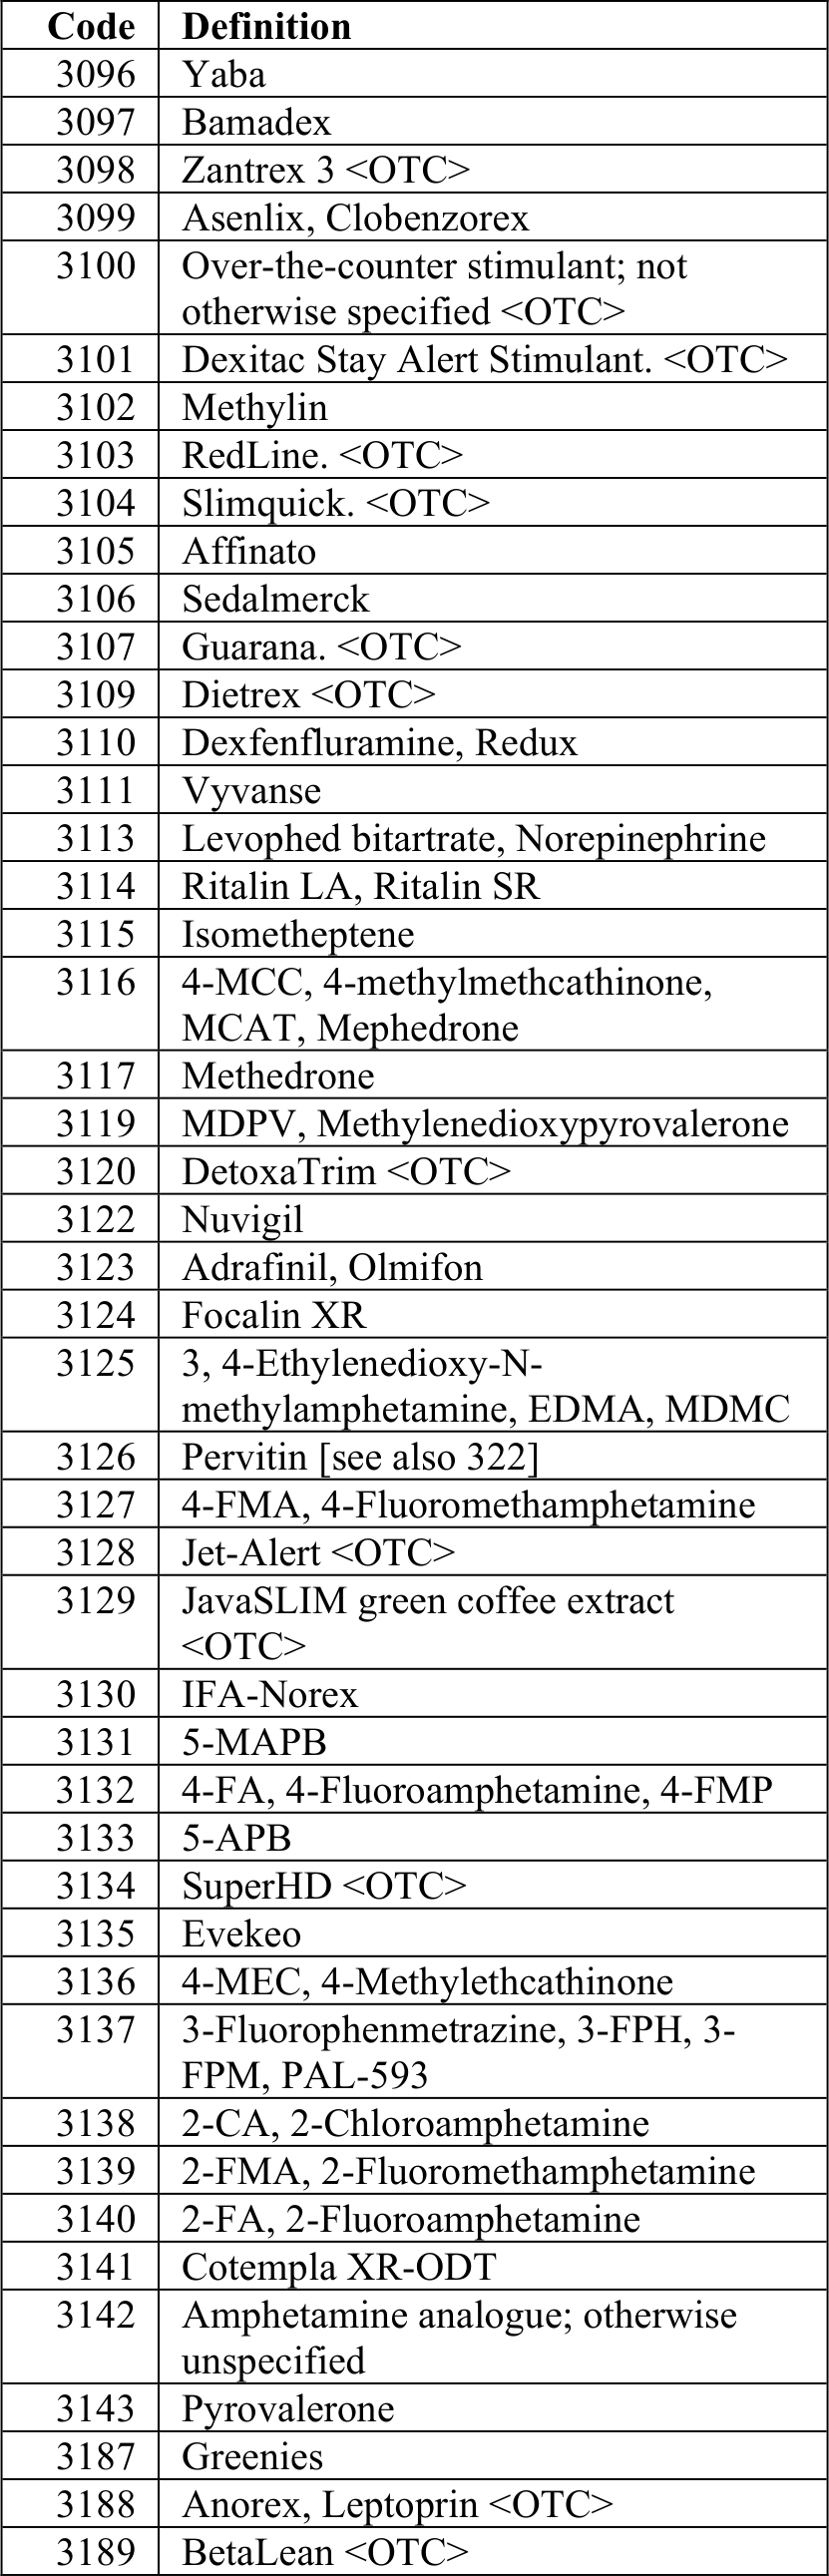 Code Definition
3096 Yaba
3097 Bamadex
3098 Zantrex 3 <OTC>
3099 Asenlix, Clobenzorex
3100 Over-the-counter stimulant; not
otherwise specified <OTC>
3101 Dexitac Stay Alert Stimulant. <OTC>
3102 Methylin
3103 RedLine. <OTC>
3104 Slimquick. <OTC>
3105 Affinato
3106 Sedalmerck
3107 Guarana. <OTC>
3109 Dietrex <OTC>
3110 Dexfenfluramine, Redux
3111 Vyvanse
3113 Levophed bitartrate, Norepinephrine
3114 Ritalin LA, Ritalin SR
3115 Isometheptene
3116 4-MCC, 4-methylmethcathinone,
MCAT, Mephedrone
3117 Methedrone
3119 MDPV, Methylenedioxypyrovalerone
3120 DetoxaTrim <OTC>
3122 Nuvigil
3123 Adrafinil, Olmifon
3124 Focalin XR
3125 3, 4-Ethylenedioxy-N-
methylamphetamine, EDMA, MDMC
3126 Pervitin [see also 322]
3127 4-FMA, 4-Fluoromethamphetamine
3128 Jet-Alert <OTC>
3129 JavaSLIM green coffee extract
<OTC>
3130 IFA-Norex
3131 5-MAPB
3132 4-FA, 4-Fluoroamphetamine, 4-FMP
3133 5-APB
3134 SuperHD <OTC>
3135 Evekeo
3136 4-MEC, 4-Methylethcathinone
3137 3-Fluorophenmetrazine, 3-FPH, 3-
FPM, PAL-593
3138 2-CA, 2-Chloroamphetamine
3139 2-FMA, 2-Fluoromethamphetamine
3140 2-FA, 2-Fluoroamphetamine
3141 Cotempla XR-ODT
3142 Amphetamine analogue; otherwise
unspecified
3143 Pyrovalerone
3187 Greenies
3188 Anorex, Leptoprin <OTC>
3189 BetaLean <OTC>